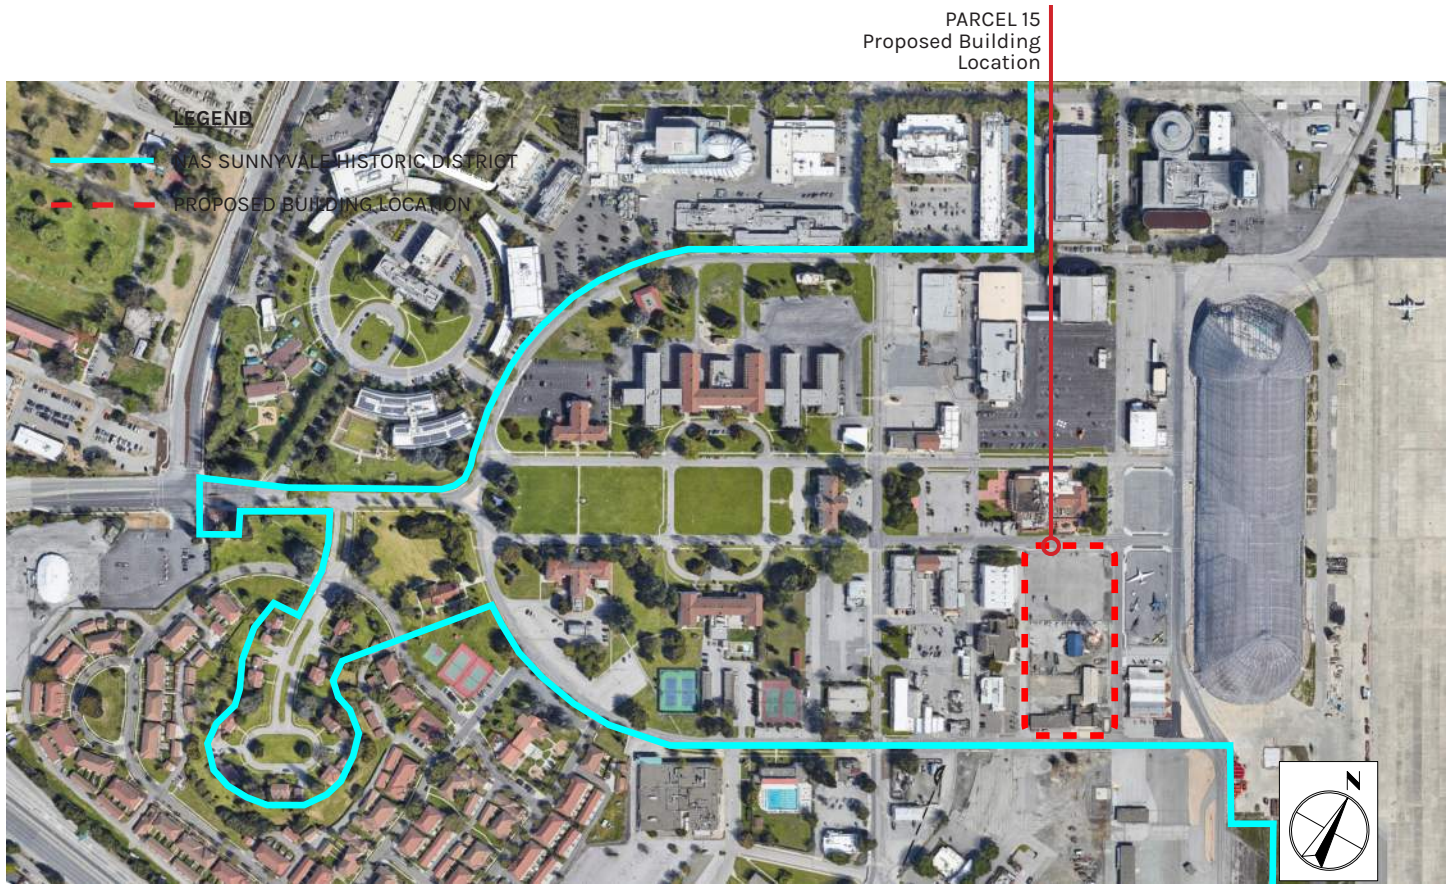 PARCEL 15
Proposed Building
Location
LEGEND
NAS SUNNYVALE HISTORIC DISTRICT
PROPOSED BUILDING LOCATION
N